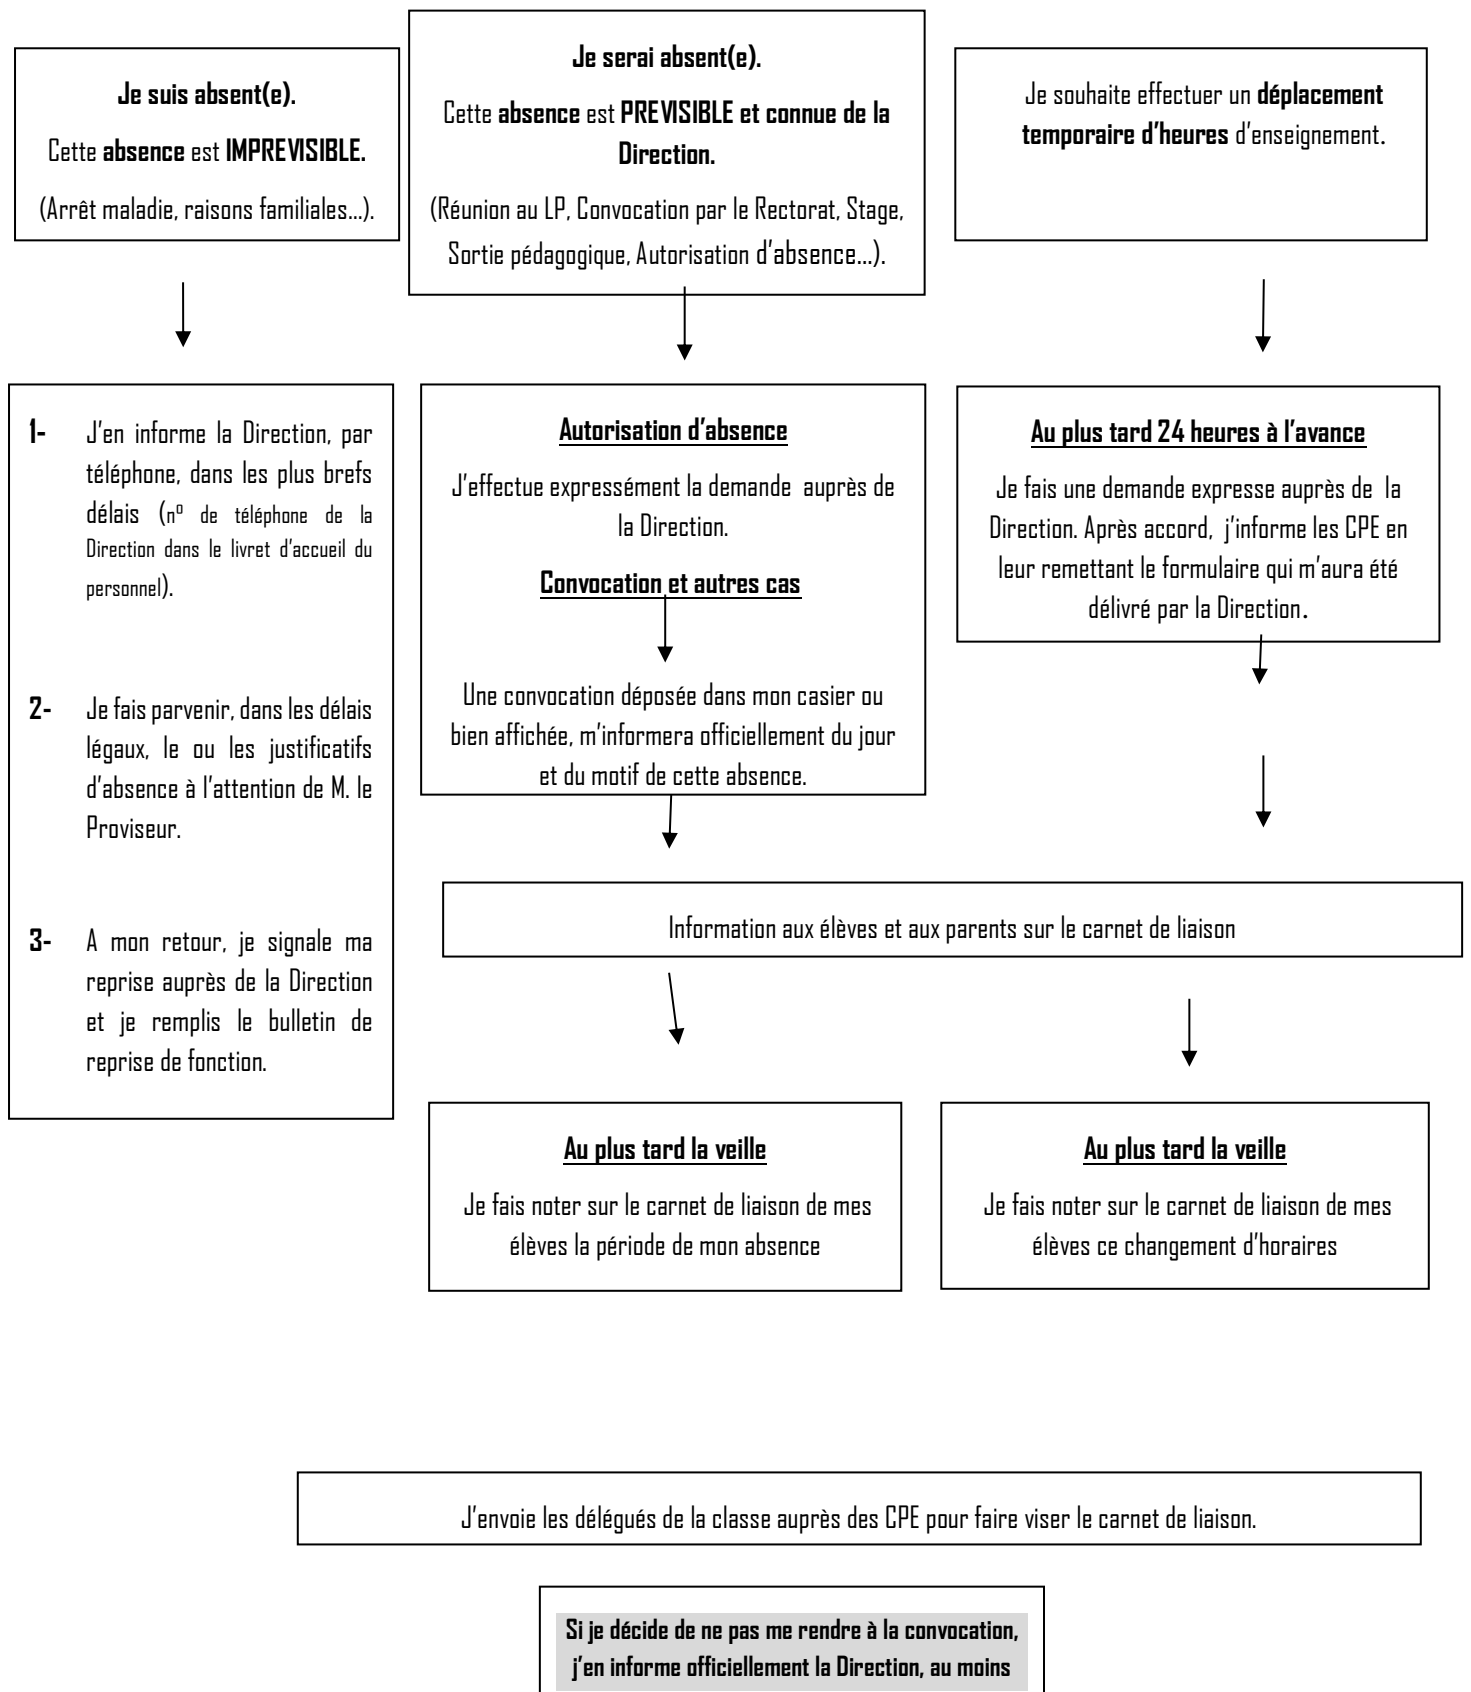 Je suis absent(e).
Cette absence est IMPREVISIBLE.
(Arrêt maladie, raisons familiales...).
Je serai absent(e).
Cette absence est PREVISIBLE et connue de la
Direction.
(Réunion au LP, Convocation par le Rectorat, Stage,
Sortie pédagogique, Autorisation d'absence...).
Je souhaite effectuer un déplacement
temporaire d'heures d'enseignement.
1- J'en informe la Direction, par
téléphone, dans les plus brefs
délais (n° de téléphone de la
Direction dans le livret d'accueil du
personnel).
2- Je fais parvenir, dans les délais
légaux, le ou les justificatifs
d'absence à l'attention de M. le
Proviseur.
3- A mon retour, je signale ma
reprise auprès de la Direction
et je remplis le bulletin de
reprise de fonction.
Autorisation d'absence
J'effectue expressément la demande auprès de
la Direction.
Convocation et autres cas
Une convocation déposée dans mon casier ou
bien affichée, m'informera officiellement du jour
et du motif de cette absence.
Au plus tard 24 heures à l'avance
Je fais une demande expresse auprès de la
Direction. Après accord, j'informe les CPE en
leur remettant le formulaire qui m'aura été
délivré par la Direction.
Information aux élèves et aux parents sur le carnet de liaison
Au plus tard la veille
Je fais noter sur le carnet de liaison de mes
élèves la période de mon absence
Au plus tard la veille
Je fais noter sur le carnet de liaison de mes
élèves ce changement d'horaires
J'envoie les délégués de la classe auprès des CPE pour faire viser le carnet de liaison.
Si je décide de ne pas me rendre à la convocation,
j'en informe officiellement la Direction, au moins